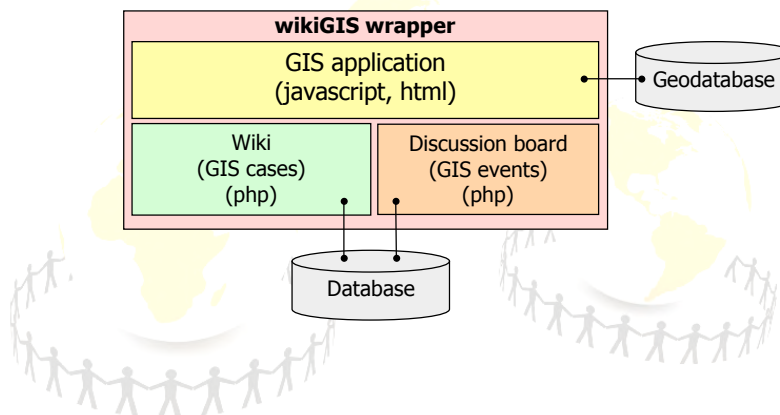 wikiGIS wrapper
GIS application
(javascript, html)
Geodatabase
Wiki
(GIS cases)
(php)
Discussion board
(GIS events)
(php)
Database